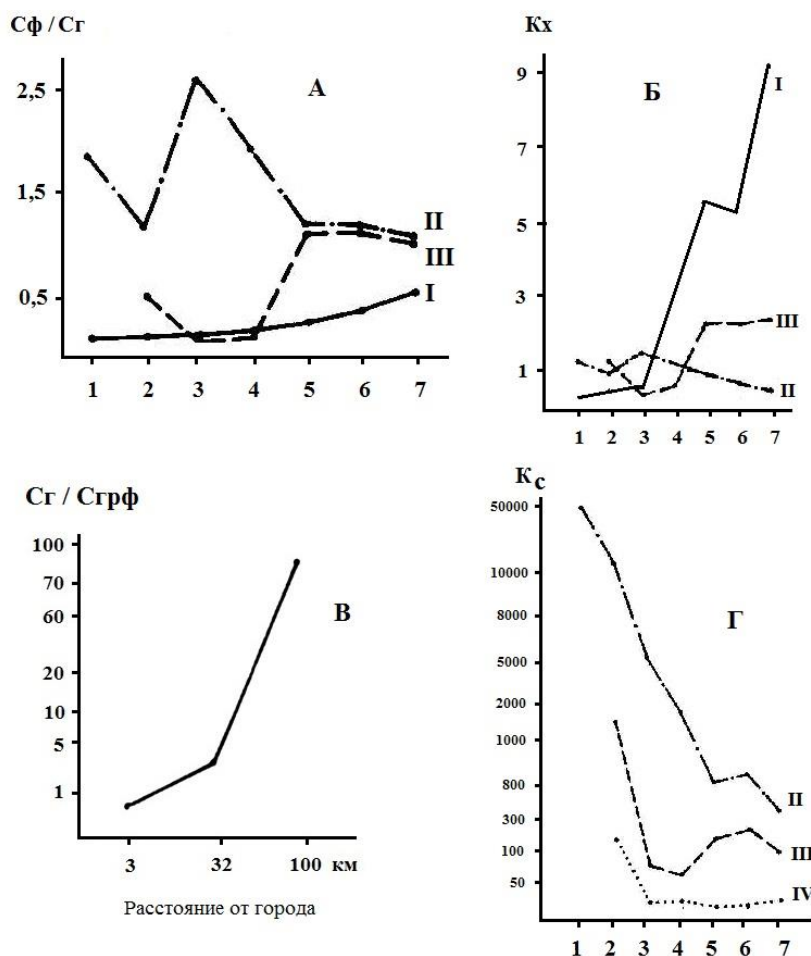 Сф / Сг
А
2,5
1,5
0,5
II
III
I
1 2 3 4 5 6 7
Кх
Б
9
7
5
3
1
I
III
II
1 2 3 4 5 6 7
Сг / Сгрф
В
100
70
60
20
10
5
1
3 32 100 км
Расстояние от города
Кс
Г
50000
10000
8000
5000
2000
1000
800
300
100
50
II
III
IV
1 2 3 4 5 6 7